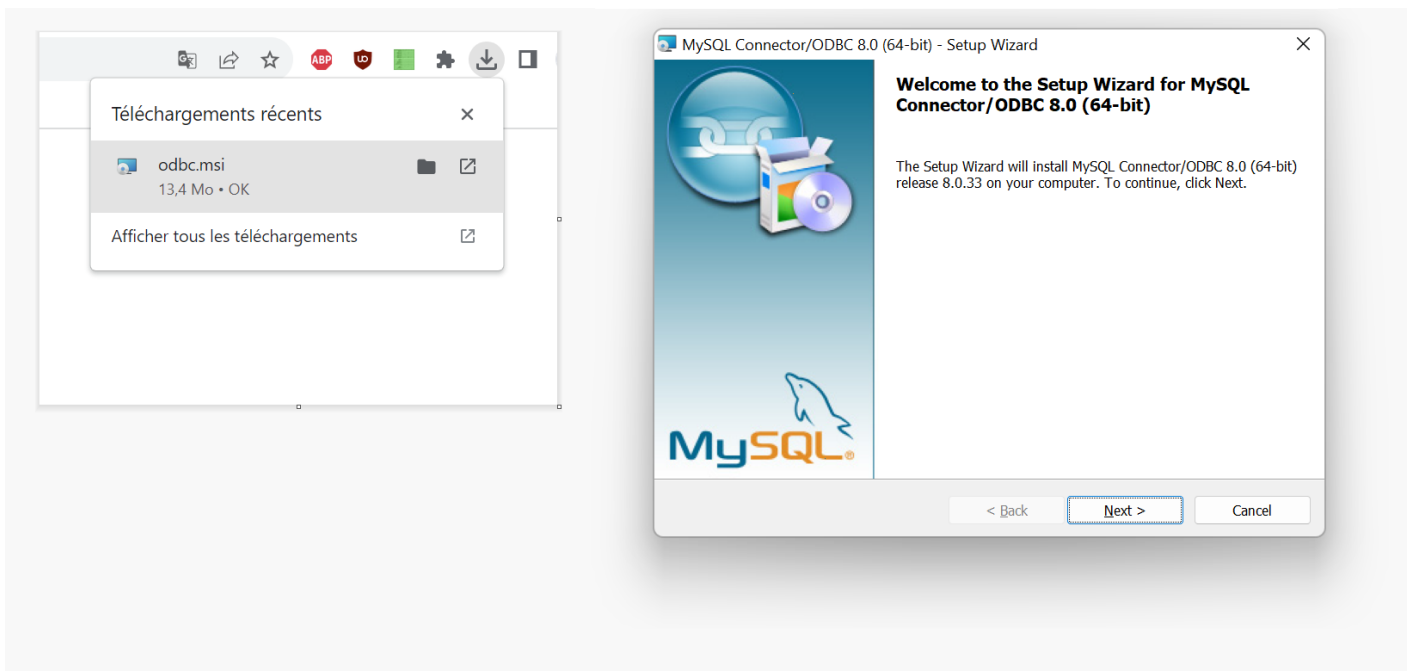 ABP
Téléchargements récents
odbc.msi
13,4 Mo • OK
Afficher tous les téléchargements
MySQL Connector/ODBC 8.0 (64-bit) - Setup Wizard
Welcome to the Setup Wizard for MySQL
Connector/ODBC 8.0 (64-bit)
The Setup Wizard will install MySQL Connector/ODBC 8.0 (64-bit)
release 8.0.33 on your computer. To continue, click Next.
MySQL®
< Back
Next >
Cancel